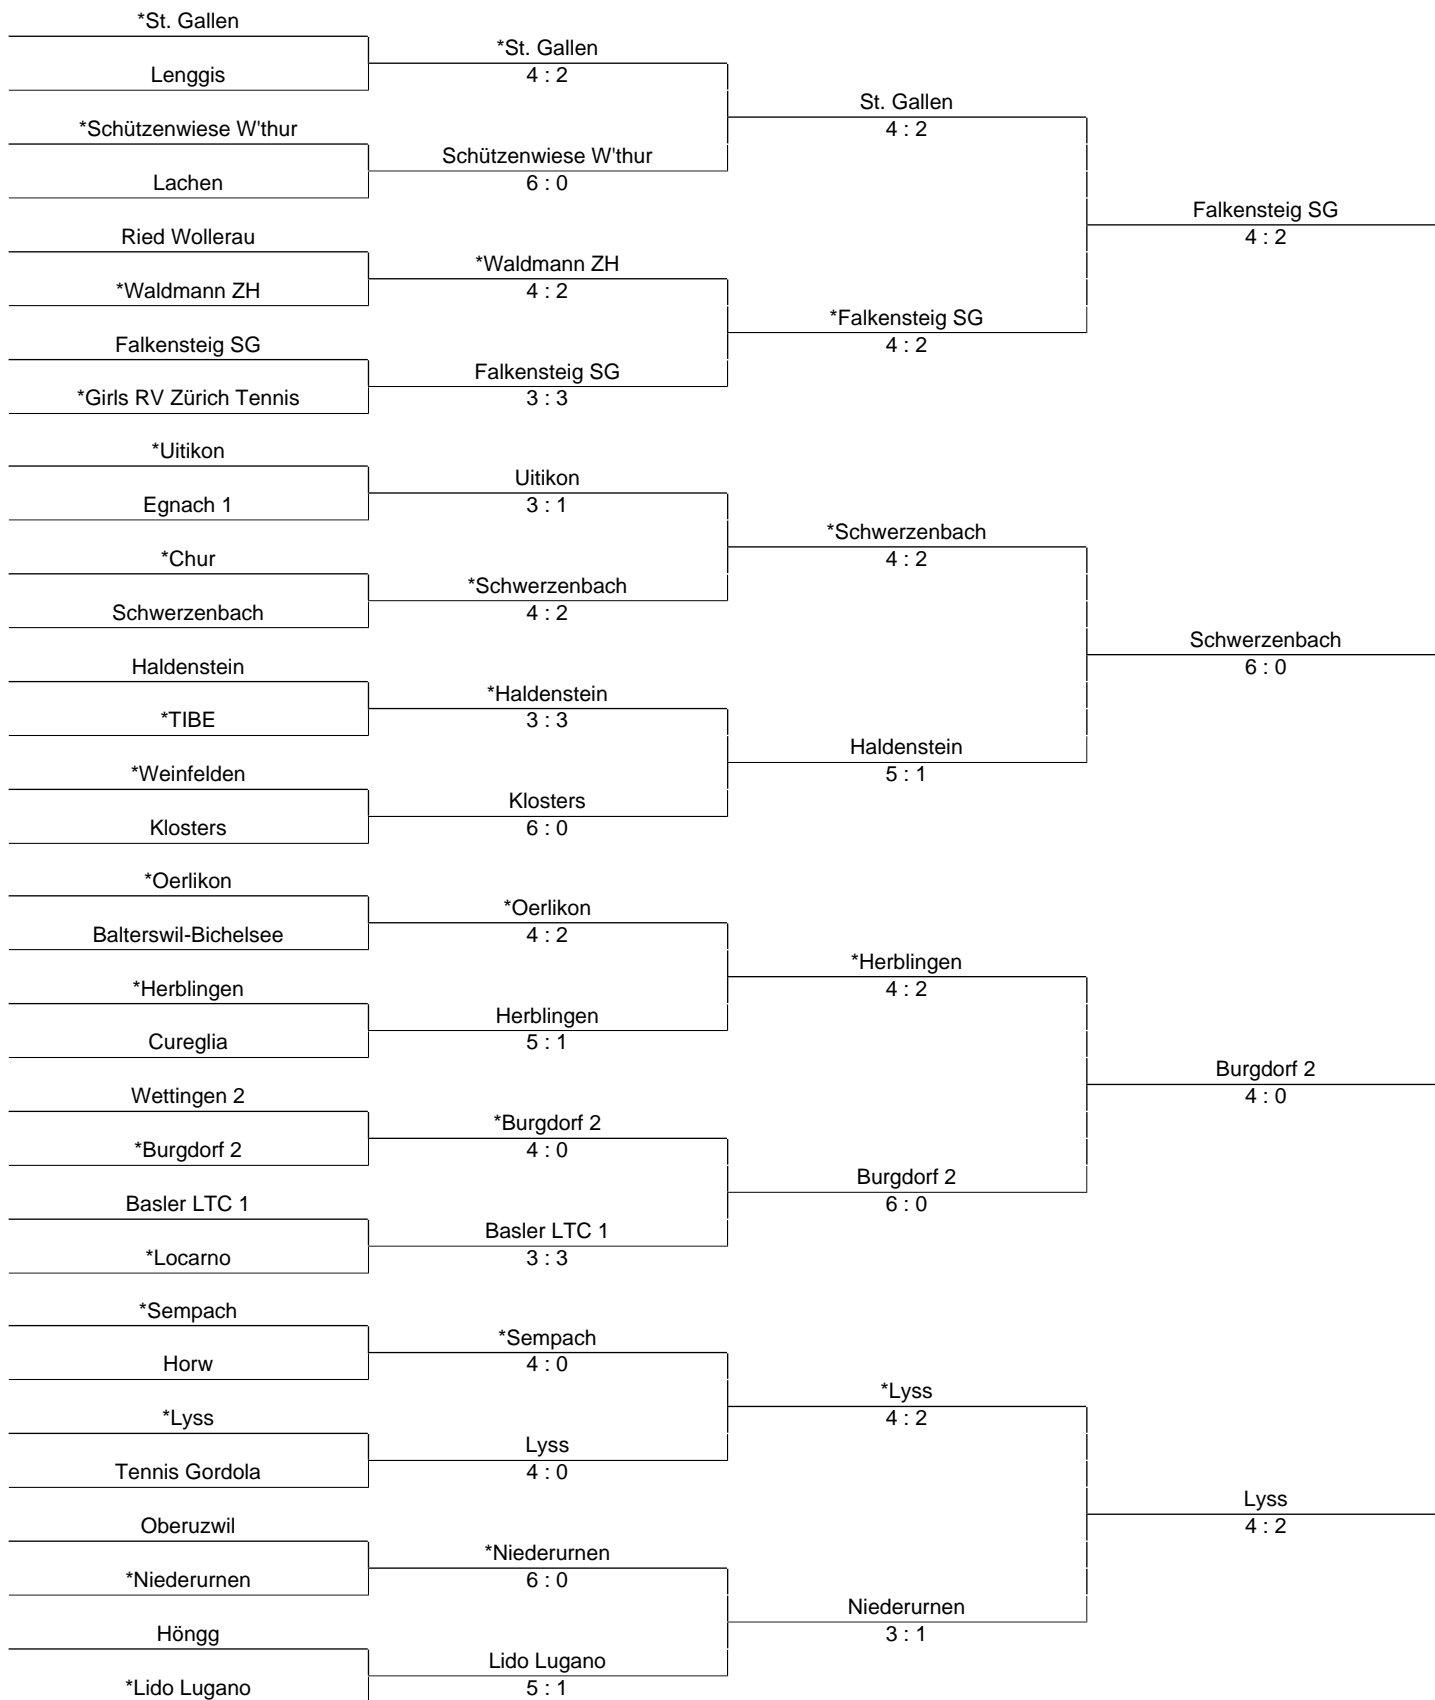 *St. Gallen
Lenggis
*Schützenwiese W'thur
Lachen
Ried Wollerau
*Waldmann ZH
Falkensteig SG
*Girls RV Zürich Tennis
*Uitikon
Egnach 1
*Chur
Schwerzenbach
Haldenstein
*TIBE
*Weinfelden
Klosters
*Oerlikon
Balterswil-Bichelsee
*Herblingen
Cureglia
Wettingen 2
*Burgdorf 2
Basler LTC 1
*Locarno
*Sempach
Horw
*Lyss
Tennis Gordola
Oberuzwil
*Niederurnen
Höngg
*Lido Lugano
*St. Gallen
4 : 2
Schützenwiese W'thur
6 : 0
*Waldmann ZH
4 : 2
Falkensteig SG
3 : 3
Uitikon
3 : 1
*Schwerzenbach
4 : 2
*Haldenstein
3 : 3
Klosters
6 : 0
*Oerlikon
4 : 2
Herblingen
5 : 1
*Burgdorf 2
4 : 0
Basler LTC 1
3 : 3
*Sempach
4 : 0
Lyss
4 : 0
*Niederurnen
6 : 0
Lido Lugano
5 : 1
St. Gallen
4 : 2
*Falkensteig SG
4 : 2
*Schwerzenbach
4 : 2
Haldenstein
5 : 1
*Herblingen
4 : 2
Burgdorf 2
6 : 0
*Lyss
4 : 2
Niederurnen
3 : 1
Falkensteig SG
4 : 2
Schwerzenbach
6 : 0
Burgdorf 2
4 : 0
Lyss
4 : 2